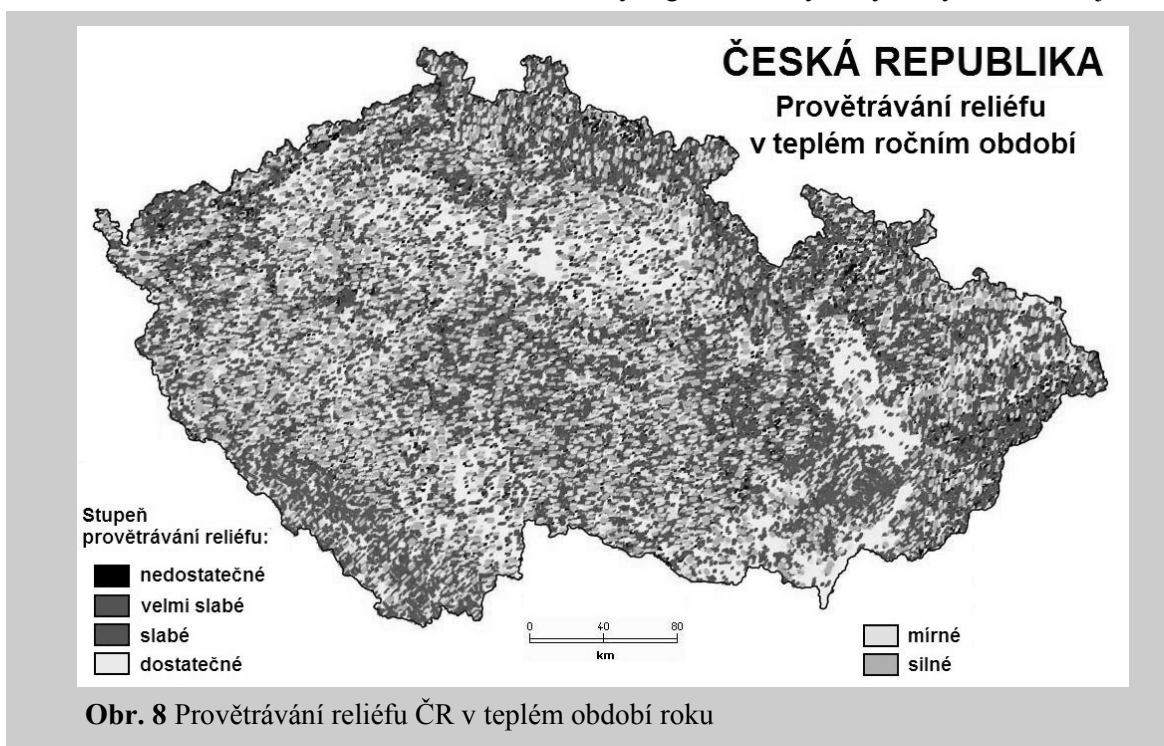 ČESKÁ REPUBLIKA
Provětrávání reliéfu
v teplém ročním období
Stupeň
provětrávání reliéfu:
nedostatečné
velmi slabé
slabé
dostatečné
0 40 80
km
mírné
silné
Obr. 8 Provětrávání reliéfu ČR v teplém období roku